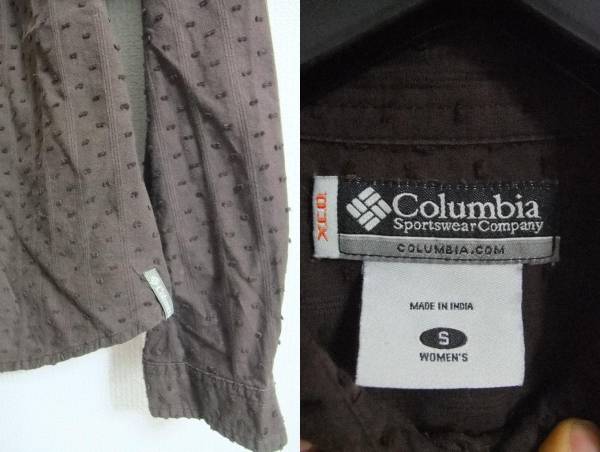 X.C.O.
Columbia
Sportswear Company
COLUMBIA.COM
MADE IN INDIA
S
WOMEN'S